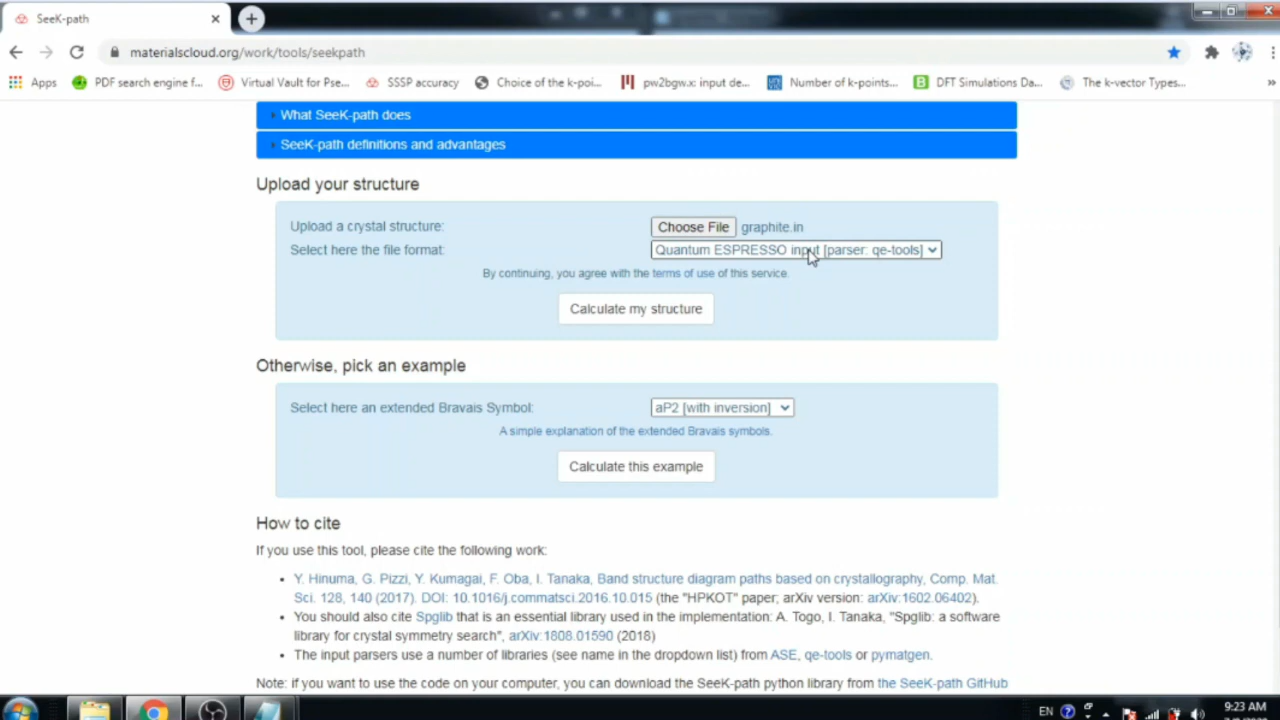 SeeK-path
materialscloud.org/work/tools/seekpath
Apps
PDF search engine f...
Virtual Vault for Pse...
SSSP accuracy
Choice of the k-poi...
pw2bgw.x: input de...
Number of k-points...
DFT Simulations Da...
The k-vector Types...
What SeeK-path does
SeeK-path definitions and advantages
Upload your structure
Upload a crystal structure: Choose File graphite.in
Select here the file format: Quantum ESPRESSO input [parser: qe-tools]
By continuing, you agree with the terms of use of this service.
Calculate my structure
Otherwise, pick an example
Select here an extended Bravais Symbol: aP2 [with inversion]
A simple explanation of the extended Bravais symbols.
Calculate this example
How to cite
If you use this tool, please cite the following work:
• Y. Hinuma, G. Pizzi, Y. Kumagai, F. Oba, I. Tanaka, Band structure diagram paths based on crystallography, Comp. Mat.
Sci. 128, 140 (2017). DOI: 10.1016/j.commatsci.2016.10.015 (the "HPKOT" paper; arXiv version: arXiv:1602.06402).
• You should also cite Spglib that is an essential library used in the implementation: A. Togo, I. Tanaka, "Spglib: a software
library for crystal symmetry search", arXiv:1808.01590 (2018)
• The input parsers use a number of libraries (see name in the dropdown list) from ASE, qe-tools or pymatgen.
Note: if you want to use the code on your computer, you can download the SeeK-path python library from the SeeK-path GitHub
EN
9:23 AM